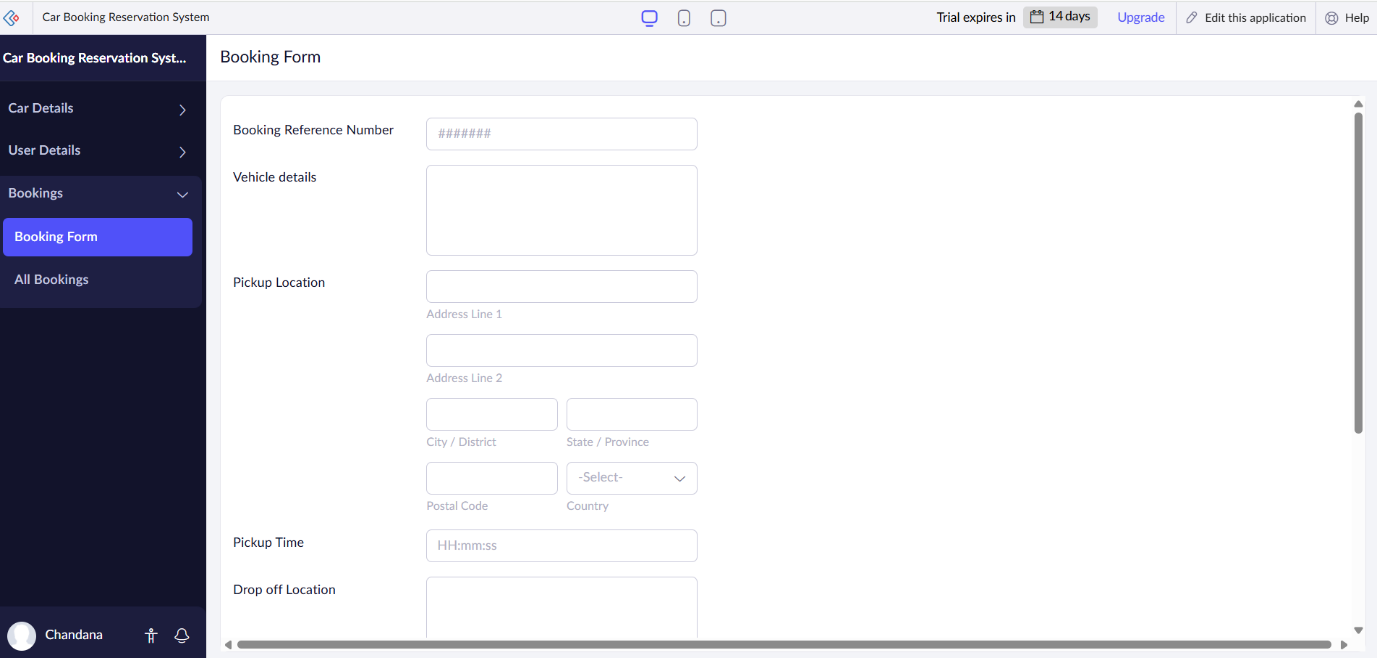 Car Booking Reservation System
Trial expires in 14 days Upgrade Edit this application Help
Car Booking Reservation Syst...
Booking Form
Car Details
User Details
Bookings
Booking Form
All Bookings
Booking Reference Number #######
Vehicle details
Pickup Location
Address Line 1
Address Line 2
City / District State / Province
-Select-
Postal Code Country
Pickup Time HH:mm:ss
Drop off Location
Chandana